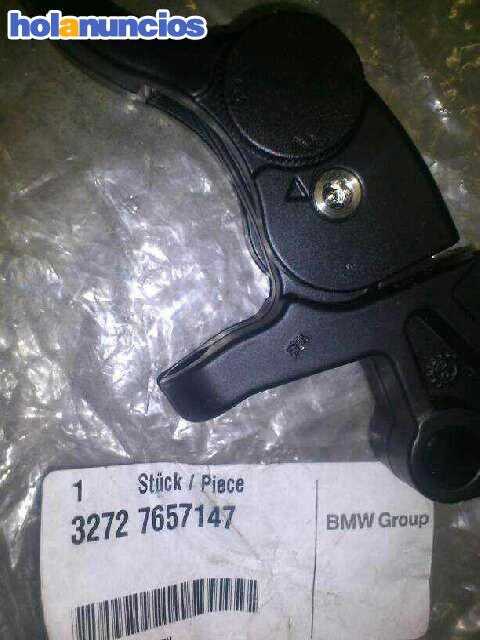 holanuncios
1 Stück / Piece
3272 7657147
BMW Group